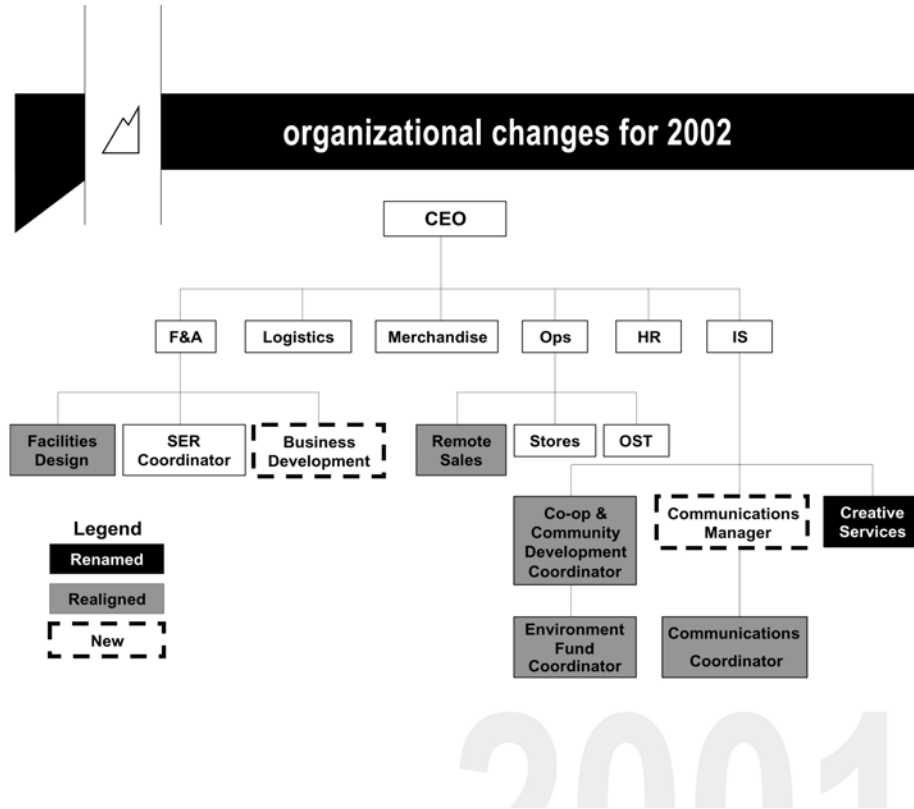 organizational changes for 2002
CEO
F&A
Logistics
Merchandise
Ops
HR
IS
Facilities
Design
SER
Coordinator
Business
Development
Remote
Sales
Stores
OST
Co-op &
Community
Development
Coordinator
Communications
Manager
Creative
Services
Legend
Renamed
Realigned
New
Environment
Fund
Coordinator
Communications
Coordinator
2001